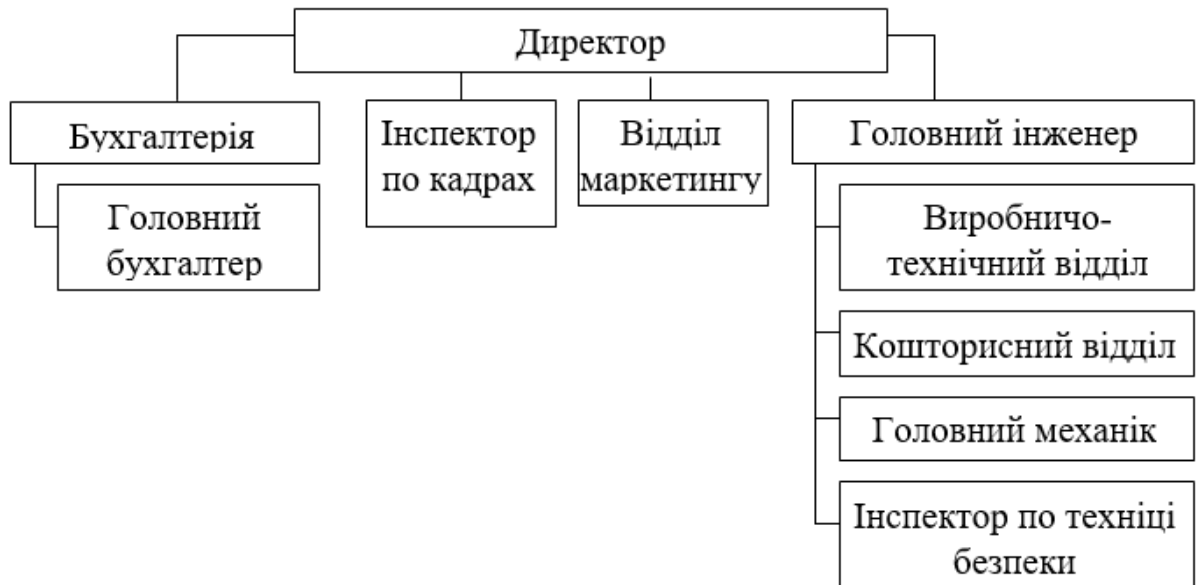 Директор
Бухгалтерія
Головний
бухгалтер
Інспектор
по кадрах
Відділ
маркетингу
Головний інженер
Виробничо-
технічний відділ
Кошторисний відділ
Головний механік
Інспектор по техніці
безпеки